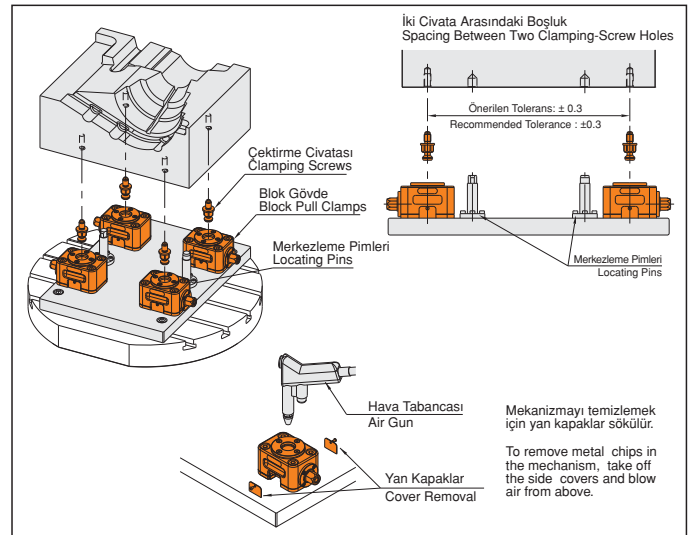 İki Civata Arasındaki Boşluk
Spacing Between Two Clamping-Screw Holes
Önerilen Tolerans: ± 0.3
Recommended Tolerance : ±0.3
Çektirme Civatası
Clamping Screws
Blok Gövde
Block Pull Clamps
Merkezleme Pimleri
Locating Pins
Merkezleme Pimleri
Locating Pins
Hava Tabancası
Air Gun
Yan Kapaklar
Cover Removal
Mekanizmayı temizlemek
için yan kapaklar sökülür.
To remove metal chips in
the mechanism, take off
the side covers and blow
air from above.